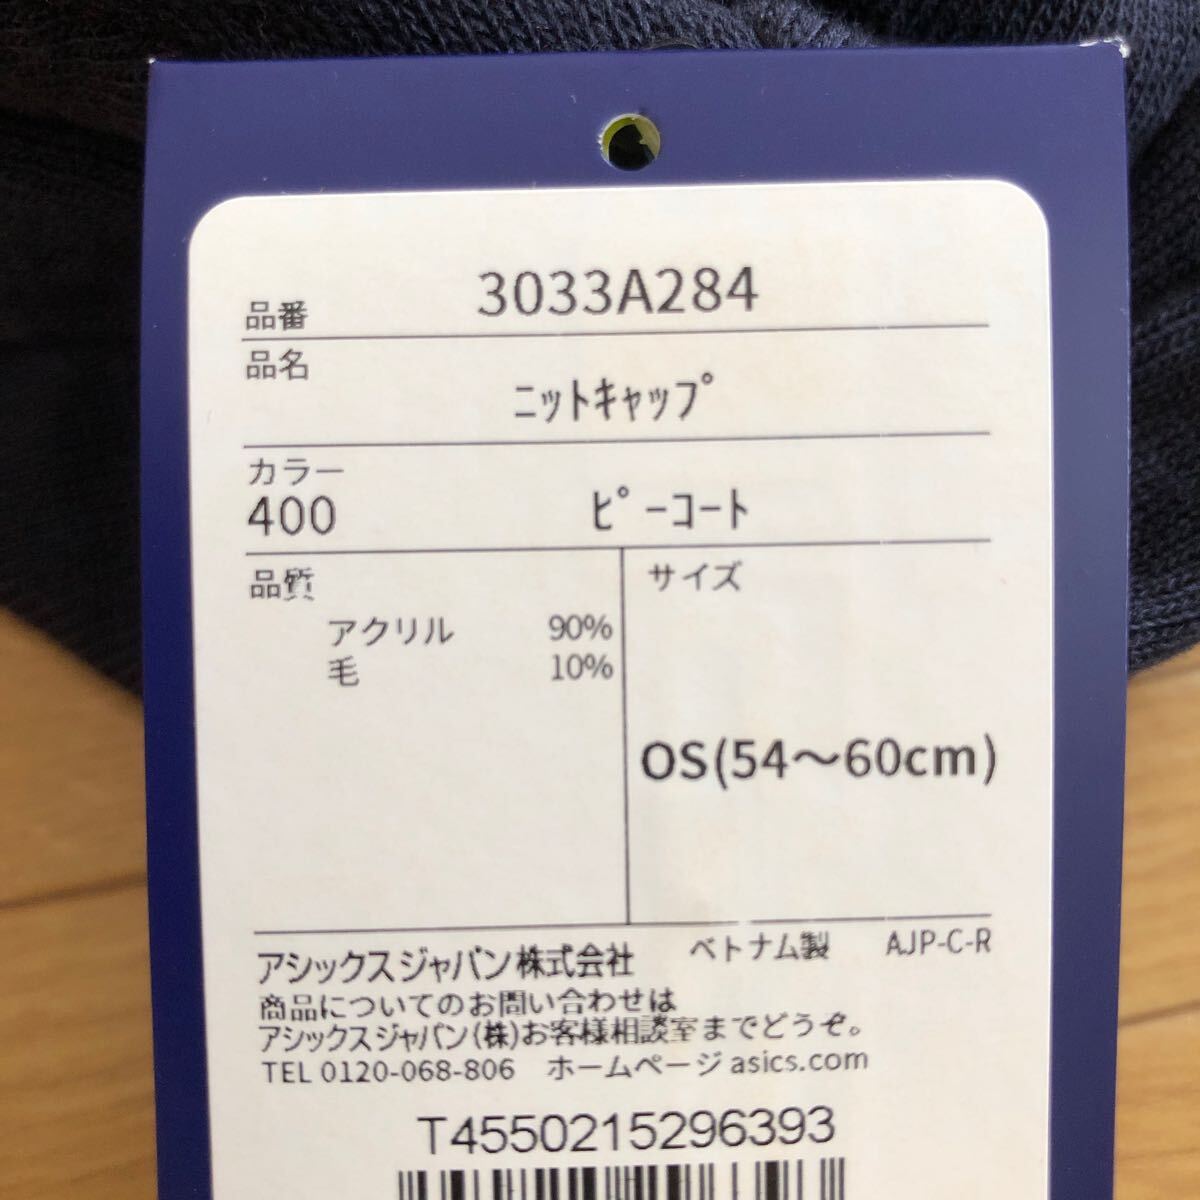 品番 3033A284
品名
ﾆｯﾄｷｬｯﾌﾟ
カラー
400 ﾋﾟｰｺｰﾄ
品質 サイズ
アクリル 90%
毛 10%
OS(54～60cm)
アシックスジャパン株式会社 ベトナム製 AJP-C-R
商品についてのお問い合わせは
アシックスジャパン(株)お客様相談室までどうぞ。
TEL 0120-068-806 ホームページ asics.com
T4550215296393